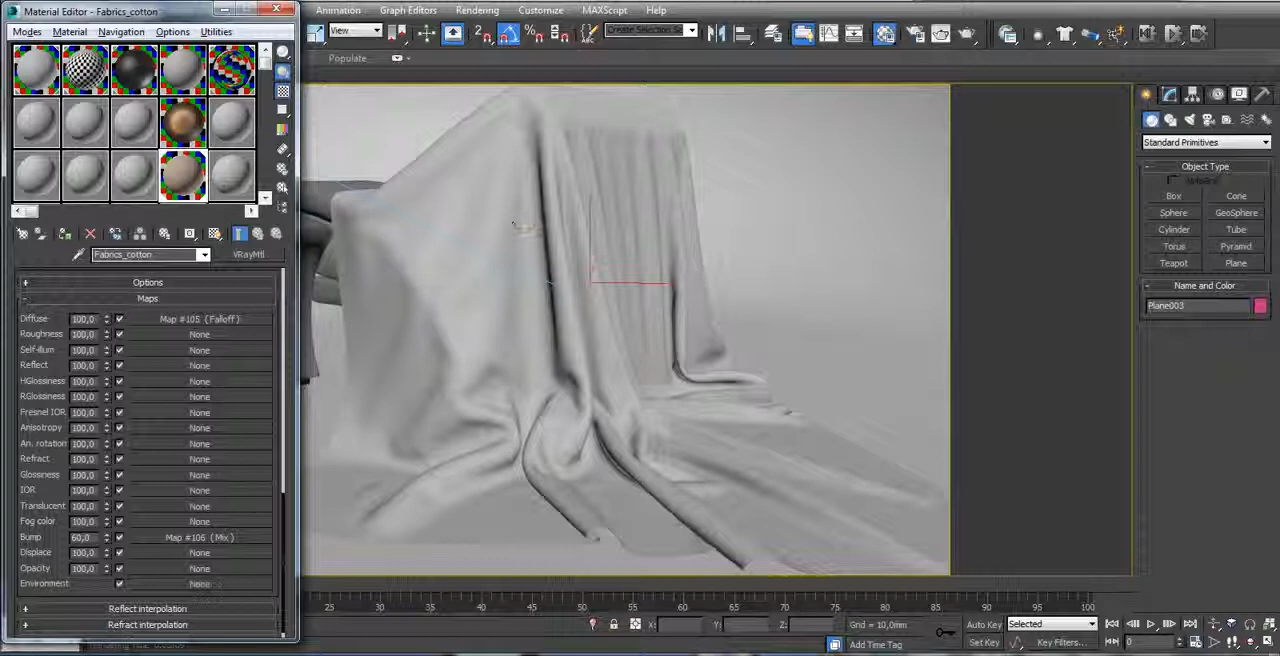 Material Editor - Fabrics_cotton
Modes Material Navigation Options Utilities
Animation Graph Editors Rendering Customize MAXScript Help
View
Create Selection Se
Populate
Fabrics_cotton VRayMtl
Options
Maps
Diffuse 100,0 Map #105 (Falloff)
Roughness 100,0 None
Self-illum 100,0 None
Reflect 100,0 None
HGlossiness 100,0 None
RGlossiness 100,0 None
Fresnel IOR 100,0 None
Anisotropy 100,0 None
An. rotation 100,0 None
Refract 100,0 None
Glossiness 100,0 None
IOR 100,0 None
Translucent 100,0 None
Fog color 100,0 None
Bump 60,0 Map #106 (Mix)
Displace 100,0 None
Opacity 100,0 None
Environment None
Reflect interpolation
Refract interpolation
Standard Primitives
Object Type
Box Cone
Sphere GeoSphere
Cylinder Tube
Torus Pyramid
Teapot Plane
Name and Color
Plane003
25 30 35 40 45 50 55 60 65 70 75 80 85 90 95 100
X: Y: Z: Grid = 10,0mm Auto Key Selected
Add Time Tag Set Key Key Filters... 0